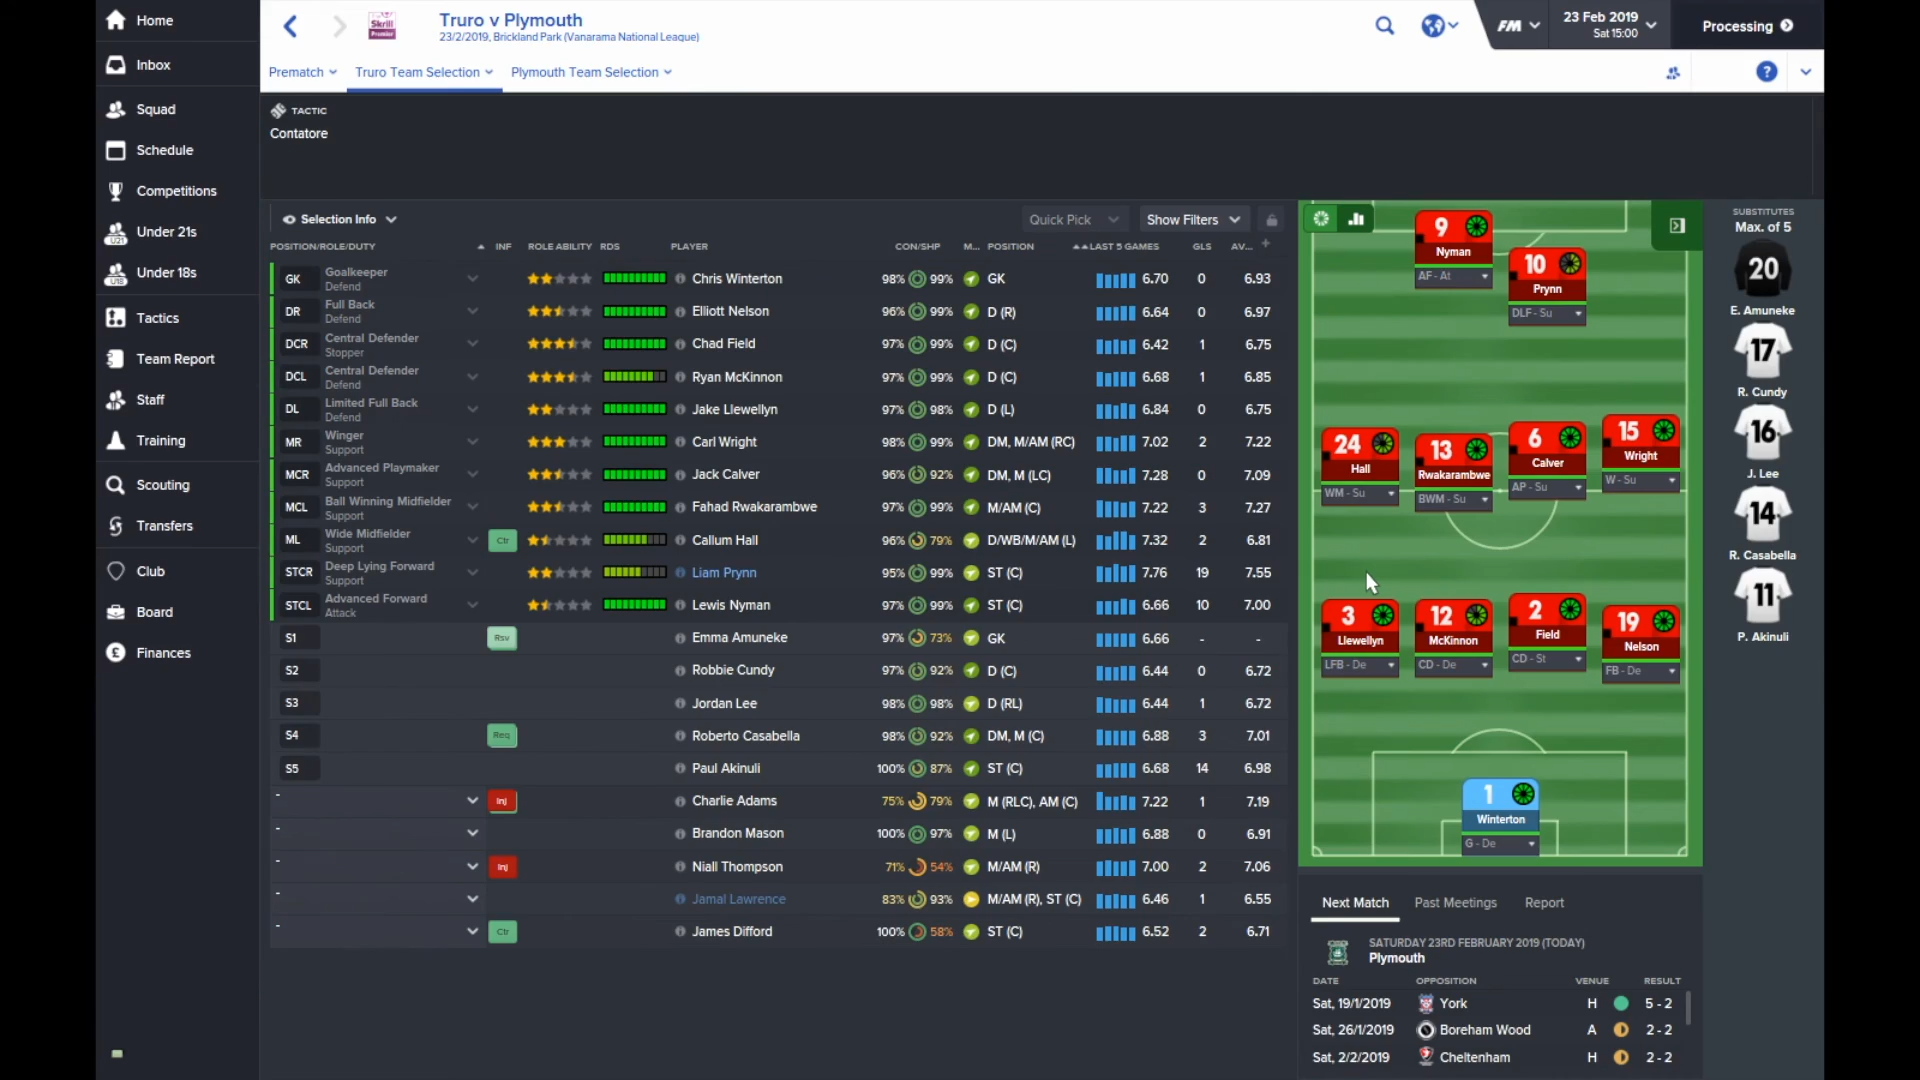 Home
Inbox
Squad
Schedule
Competitions
Under 21s
U21
Under 18s
U18
Tactics
Team Report
Staff
Training
Scouting
Transfers
Club
Board
Finances
Skrill
Premier
Truro v Plymouth
23/2/2019, Brickland Park (Vanarama National League)
FM
23 Feb 2019
Sat 15:00
Processing
Prematch
Truro Team Selection
Plymouth Team Selection
?
TACTIC
Contatore
Selection Info
Quick Pick
Show Filters
POSITION/ROLE/DUTY INF ROLE ABILITY RDS PLAYER CON/SHP M... POSITION LAST 5 GAMES GLS AV... +
GK Goalkeeper Defend Chris Winterton 98% 99% GK 6.70 0 6.93
DR Full Back Defend Elliott Nelson 96% 99% D (R) 6.64 0 6.97
DCR Central Defender Stopper Chad Field 97% 99% D (C) 6.42 1 6.75
DCL Central Defender Defend Ryan McKinnon 97% 99% D (C) 6.68 1 6.85
DL Limited Full Back Defend Jake Llewellyn 97% 98% D (L) 6.84 0 6.75
MR Winger Support Carl Wright 98% 99% DM, M/AM (RC) 7.02 2 7.22
MCR Advanced Playmaker Support Jack Calver 96% 92% DM, M (LC) 7.28 0 7.09
MCL Ball Winning Midfielder Support Fahad Rwakarambwe 97% 99% M/AM (C) 7.22 3 7.27
ML Wide Midfielder Support Ctr Callum Hall 96% 79% D/WB/M/AM (L) 7.32 2 6.81
STCR Deep Lying Forward Support Liam Prynn 95% 99% ST (C) 7.76 19 7.55
STCL Advanced Forward Attack Lewis Nyman 97% 99% ST (C) 6.66 10 7.00
S1 Rsv Emma Amuneke 97% 73% GK 6.66 - -
S2 Robbie Cundy 97% 92% D (C) 6.44 0 6.72
S3 Jordan Lee 98% 98% D (RL) 6.44 1 6.72
S4 Req Roberto Casabella 98% 92% DM, M (C) 6.88 3 7.01
S5 Paul Akinuli 100% 87% ST (C) 6.68 14 6.98
- Inj Charlie Adams 75% 79% M (RLC), AM (C) 7.22 1 7.19
- Brandon Mason 100% 97% M (L) 6.88 0 6.91
- Inj Niall Thompson 71% 54% M/AM (R) 7.00 2 7.06
- Jamal Lawrence 83% 93% M/AM (R), ST (C) 6.46 1 6.55
- Ctr James Difford 100% 58% ST (C) 6.52 2 6.71
9
Nyman
AF - At
10
Prynn
DLF - Su
24
Hall
WM - Su
13
Rwakarambwe
BWM - Su
6
Calver
AP - Su
15
Wright
W - Su
3
Llewellyn
LFB - De
12
McKinnon
CD - De
2
Field
CD - St
19
Nelson
FB - De
1
Winterton
G - De
SUBSTITUTES
Max. of 5
20
E. Amuneke
17
R. Cundy
16
J. Lee
14
R. Casabella
11
P. Akinuli
Next Match Past Meetings Report
SATURDAY 23RD FEBRUARY 2019 (TODAY)
Plymouth
DATE OPPOSITION VENUE RESULT
Sat, 19/1/2019 York H 5 - 2
Sat, 26/1/2019 Boreham Wood A 2 - 2
Sat, 2/2/2019 Cheltenham H 2 - 2